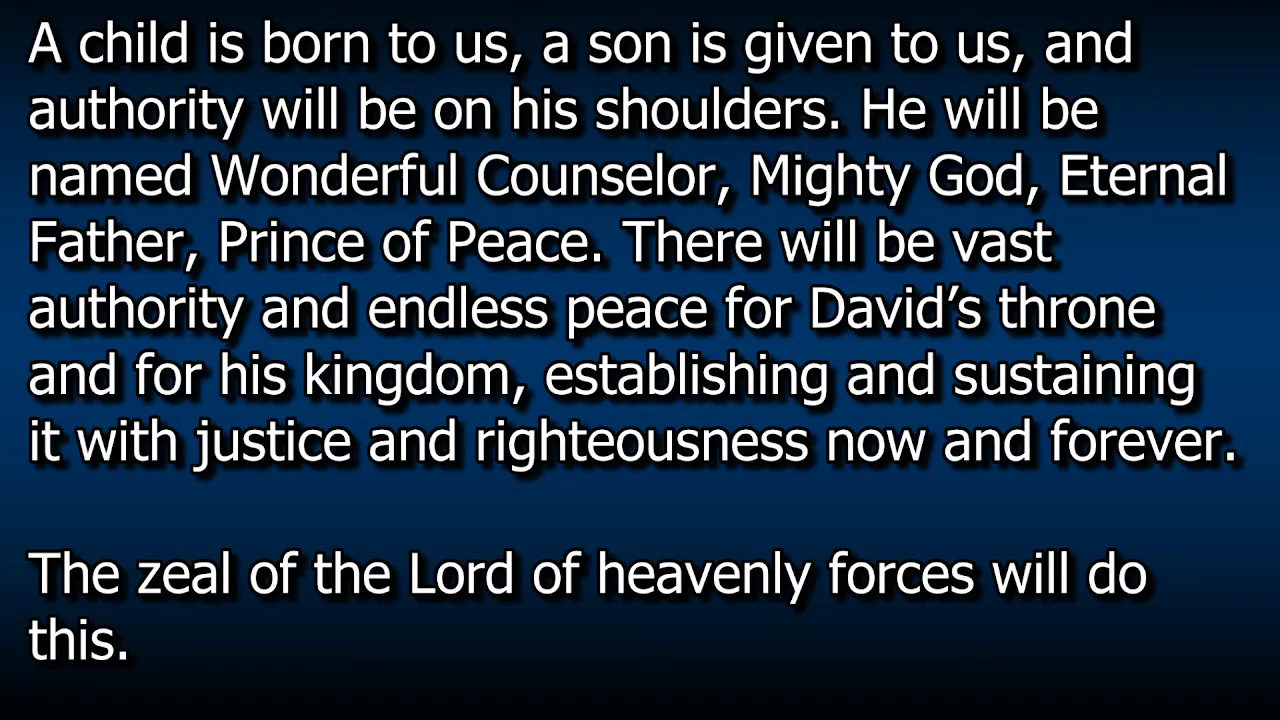 A child is born to us, a son is given to us, and
authority will be on his shoulders. He will be
named Wonderful Counselor, Mighty God, Eternal
Father, Prince of Peace. There will be vast
authority and endless peace for David’s throne
and for his kingdom, establishing and sustaining
it with justice and righteousness now and forever.
The zeal of the Lord of heavenly forces will do
this.